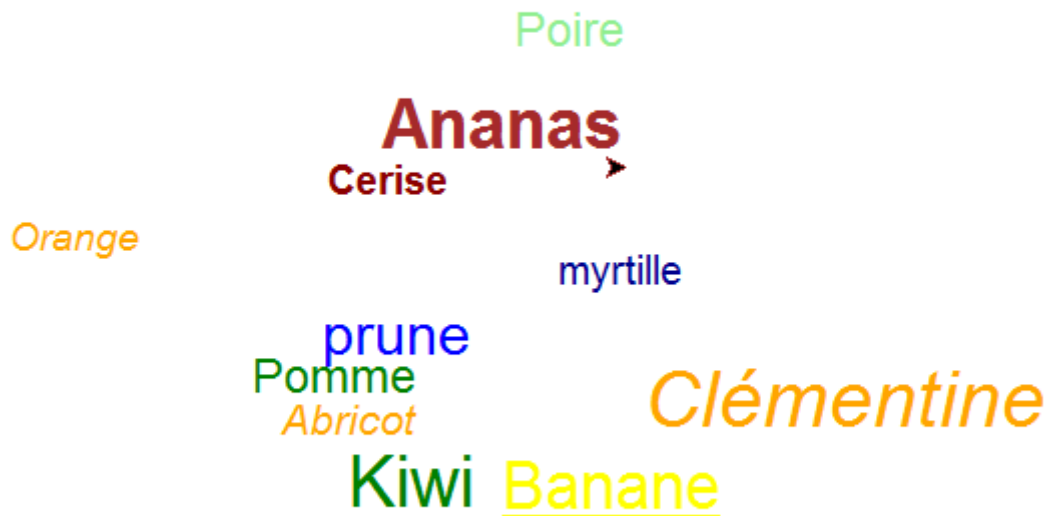 Poire
Ananas
Cerise
Orange
myrtille
prune
Pomme
Clémentine
Abricot
Kiwi Banane